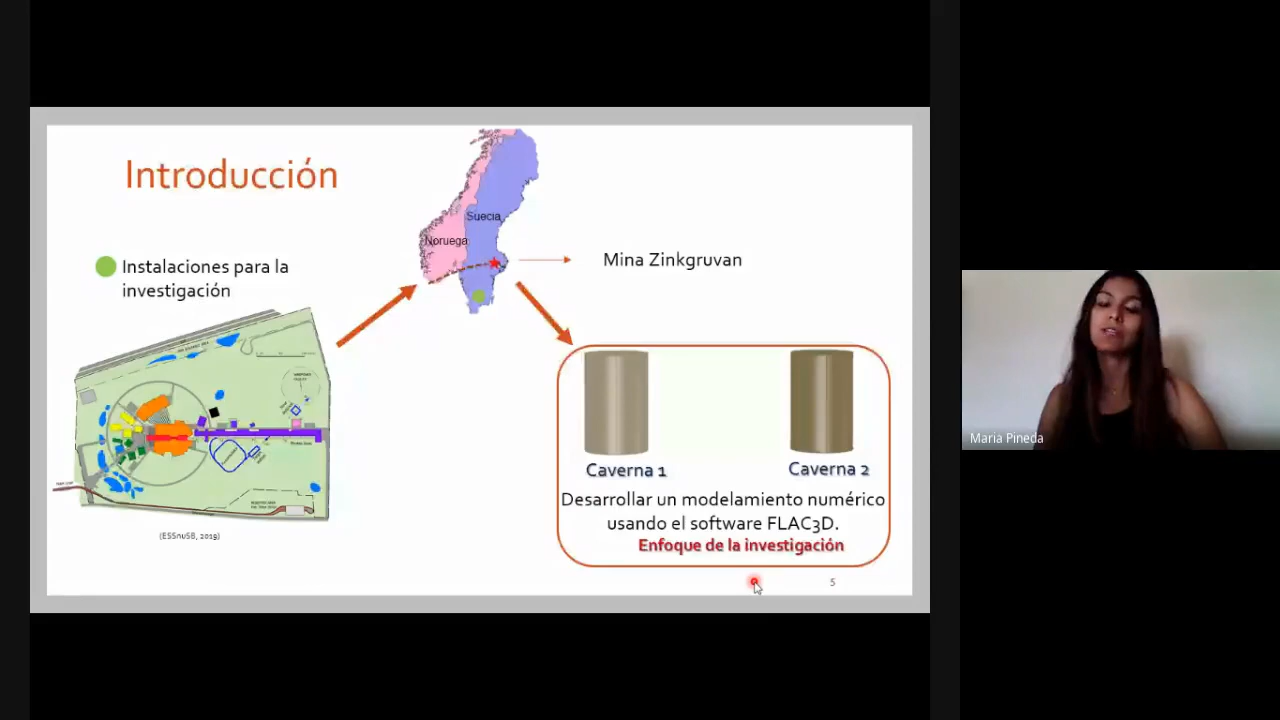 Introducción
Suecia
Noruega
Mina Zinkgruvan
Instalaciones para la
investigación
(ESSnuSB, 2019)
Caverna 1
Caverna 2
Desarrollar un modelamiento numérico
usando el software FLAC3D.
Enfoque de la investigación
5
Maria Pineda